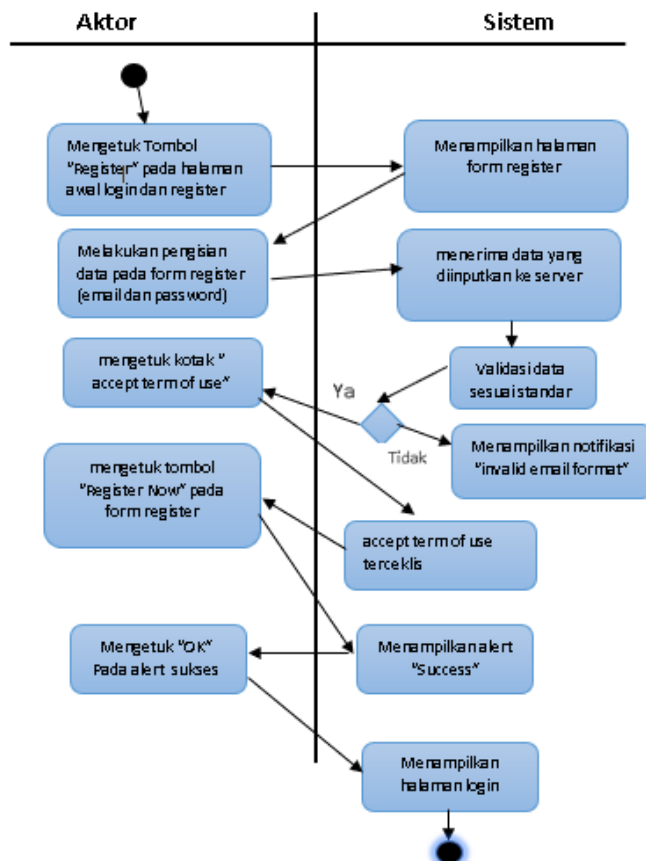 Aktor
Sistem
Mengetuk Tombol
"Register" pada halaman
awal login dan register
Menampilkan halaman
form register
Melakukan pengisian
data pada form register
(email dan password)
menerima data yang
diinputkan ke server
mengetuk kotak "
accept term of use"
Validasi data
sesuai standar
Ya
Tidak
Menampilkan notifikasi
"invalid email format"
mengetuk tombol
"Register Now" pada
form register
accept term of use
terceklis
Mengetuk "OK"
Pada alert sukses
Menampilkan alert
"Success"
Menampilkan
halaman login